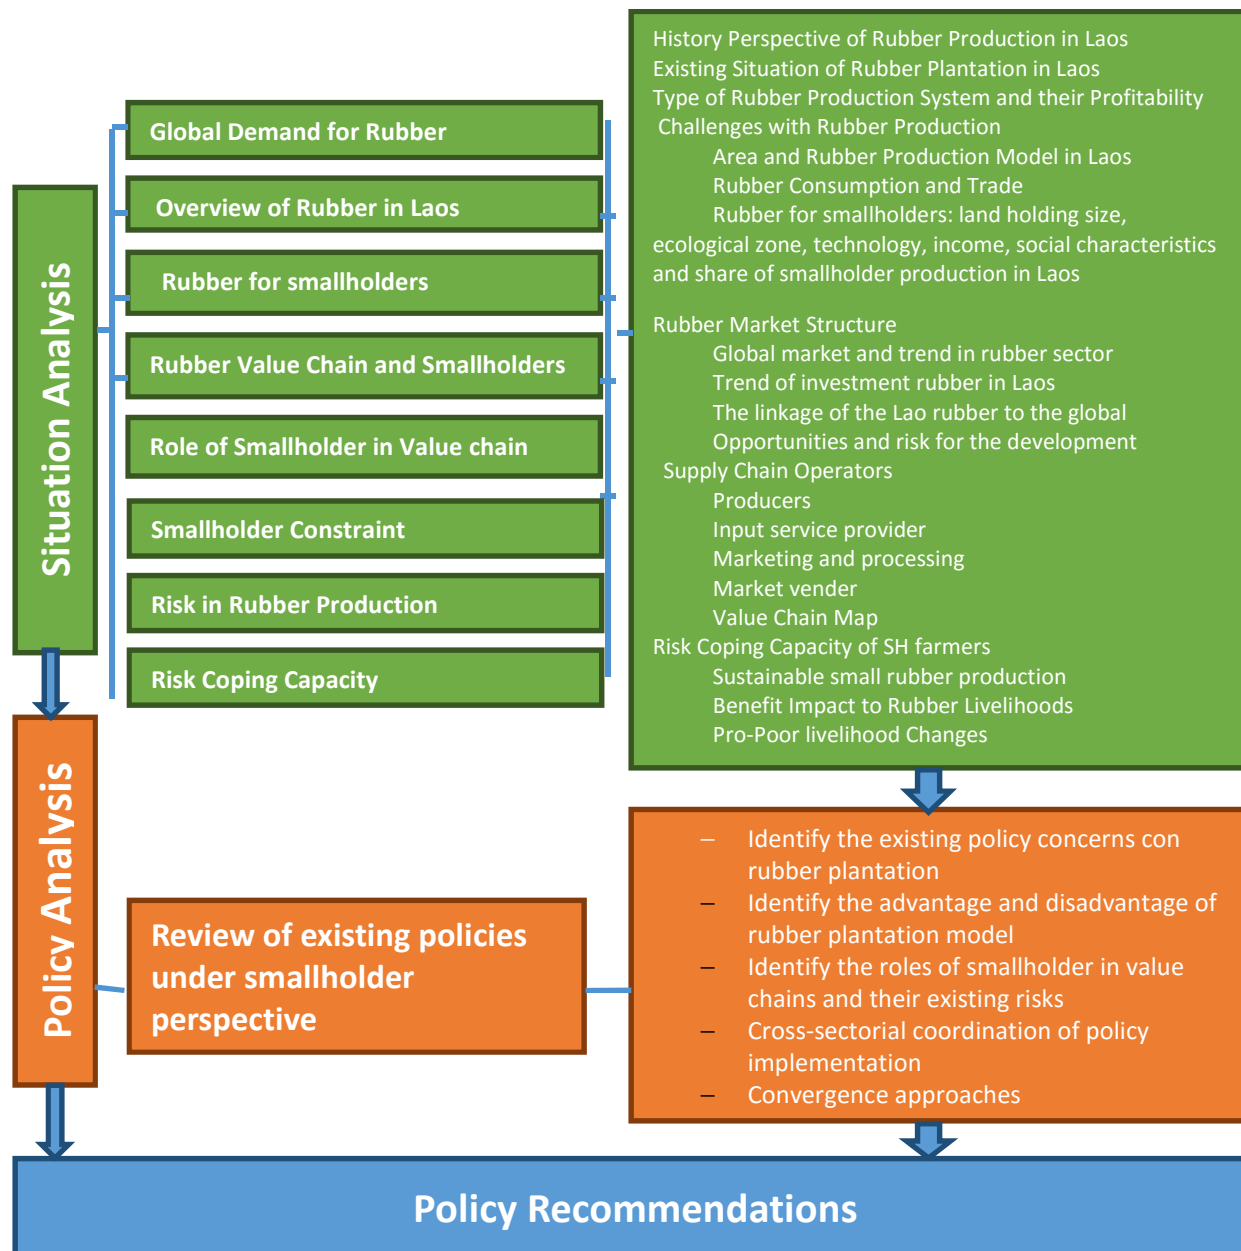 Situation Analysis
Global Demand for Rubber
Overview of Rubber in Laos
Rubber for smallholders
Rubber Value Chain and Smallholders
Role of Smallholder in Value chain
Smallholder Constraint
Risk in Rubber Production
Risk Coping Capacity
History Perspective of Rubber Production in Laos
Existing Situation of Rubber Plantation in Laos
Type of Rubber Production System and their Profitability
Challenges with Rubber Production
Area and Rubber Production Model in Laos
Rubber Consumption and Trade
Rubber for smallholders: land holding size,
ecological zone, technology, income, social characteristics
and share of smallholder production in Laos
Rubber Market Structure
Global market and trend in rubber sector
Trend of investment rubber in Laos
The linkage of the Lao rubber to the global
Opportunities and risk for the development
Supply Chain Operators
Producers
Input service provider
Marketing and processing
Market vender
Value Chain Map
Risk Coping Capacity of SH farmers
Sustainable small rubber production
Benefit Impact to Rubber Livelihoods
Pro-Poor livelihood Changes
Policy Analysis
Review of existing policies
under smallholder
perspective
– Identify the existing policy concerns con
rubber plantation
– Identify the advantage and disadvantage of
rubber plantation model
– Identify the roles of smallholder in value
chains and their existing risks
– Cross-sectorial coordination of policy
implementation
– Convergence approaches
Policy Recommendations